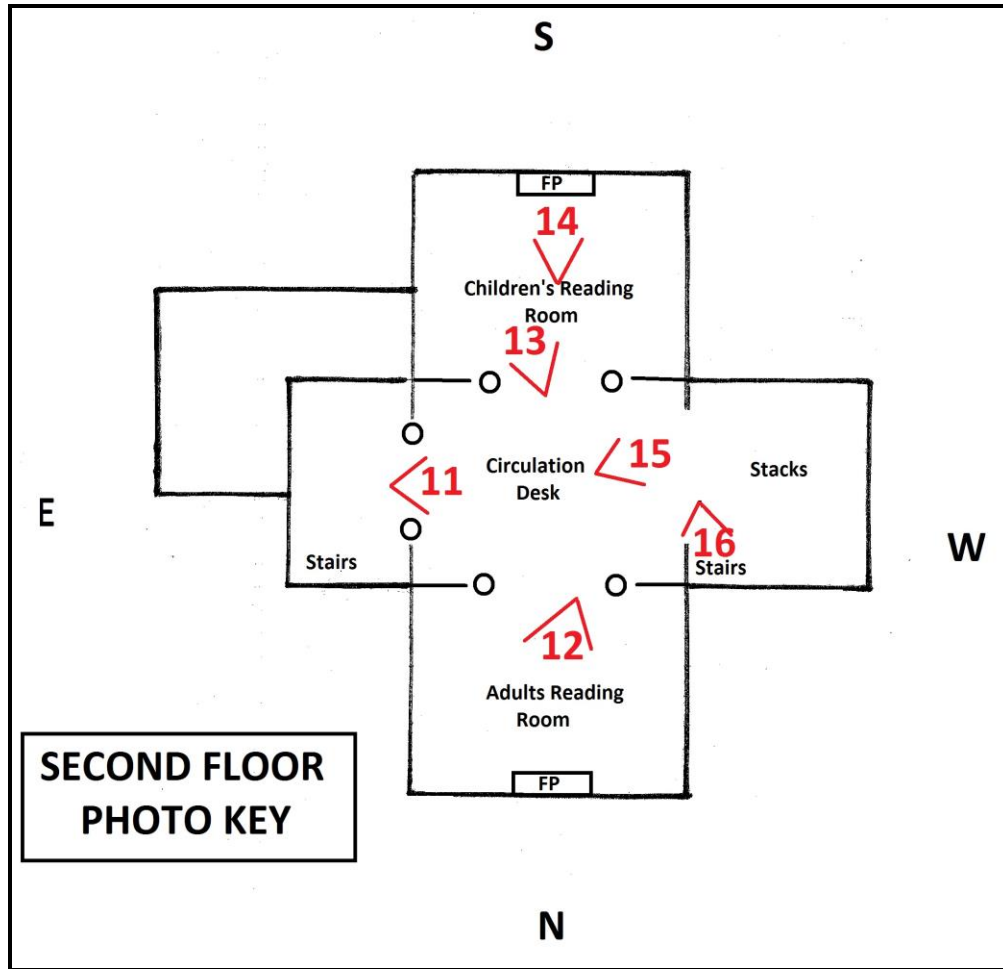 S
FP
14
Children's Reading
Room
13
Circulation
Desk
11
15
Stacks
E
W
16
Stairs
Stairs
12
Adults Reading
Room
FP
SECOND FLOOR
PHOTO KEY
N